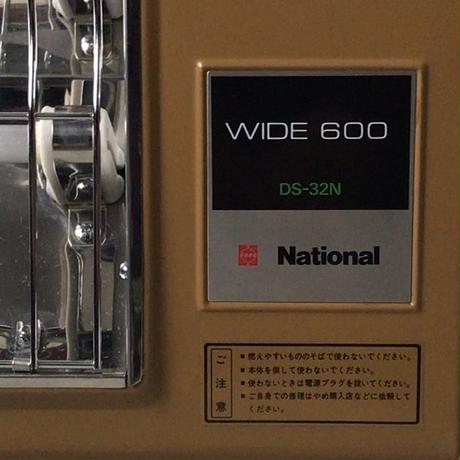 WIDE 600
DS-32N
National
ご注意
■燃えやすいもののそばで使わないでください。
■本体を倒して使わないでください。
■使わないときは電源プラグを抜いてください。
■ご自身での修理はやめ購入店などに依頼して
ください。